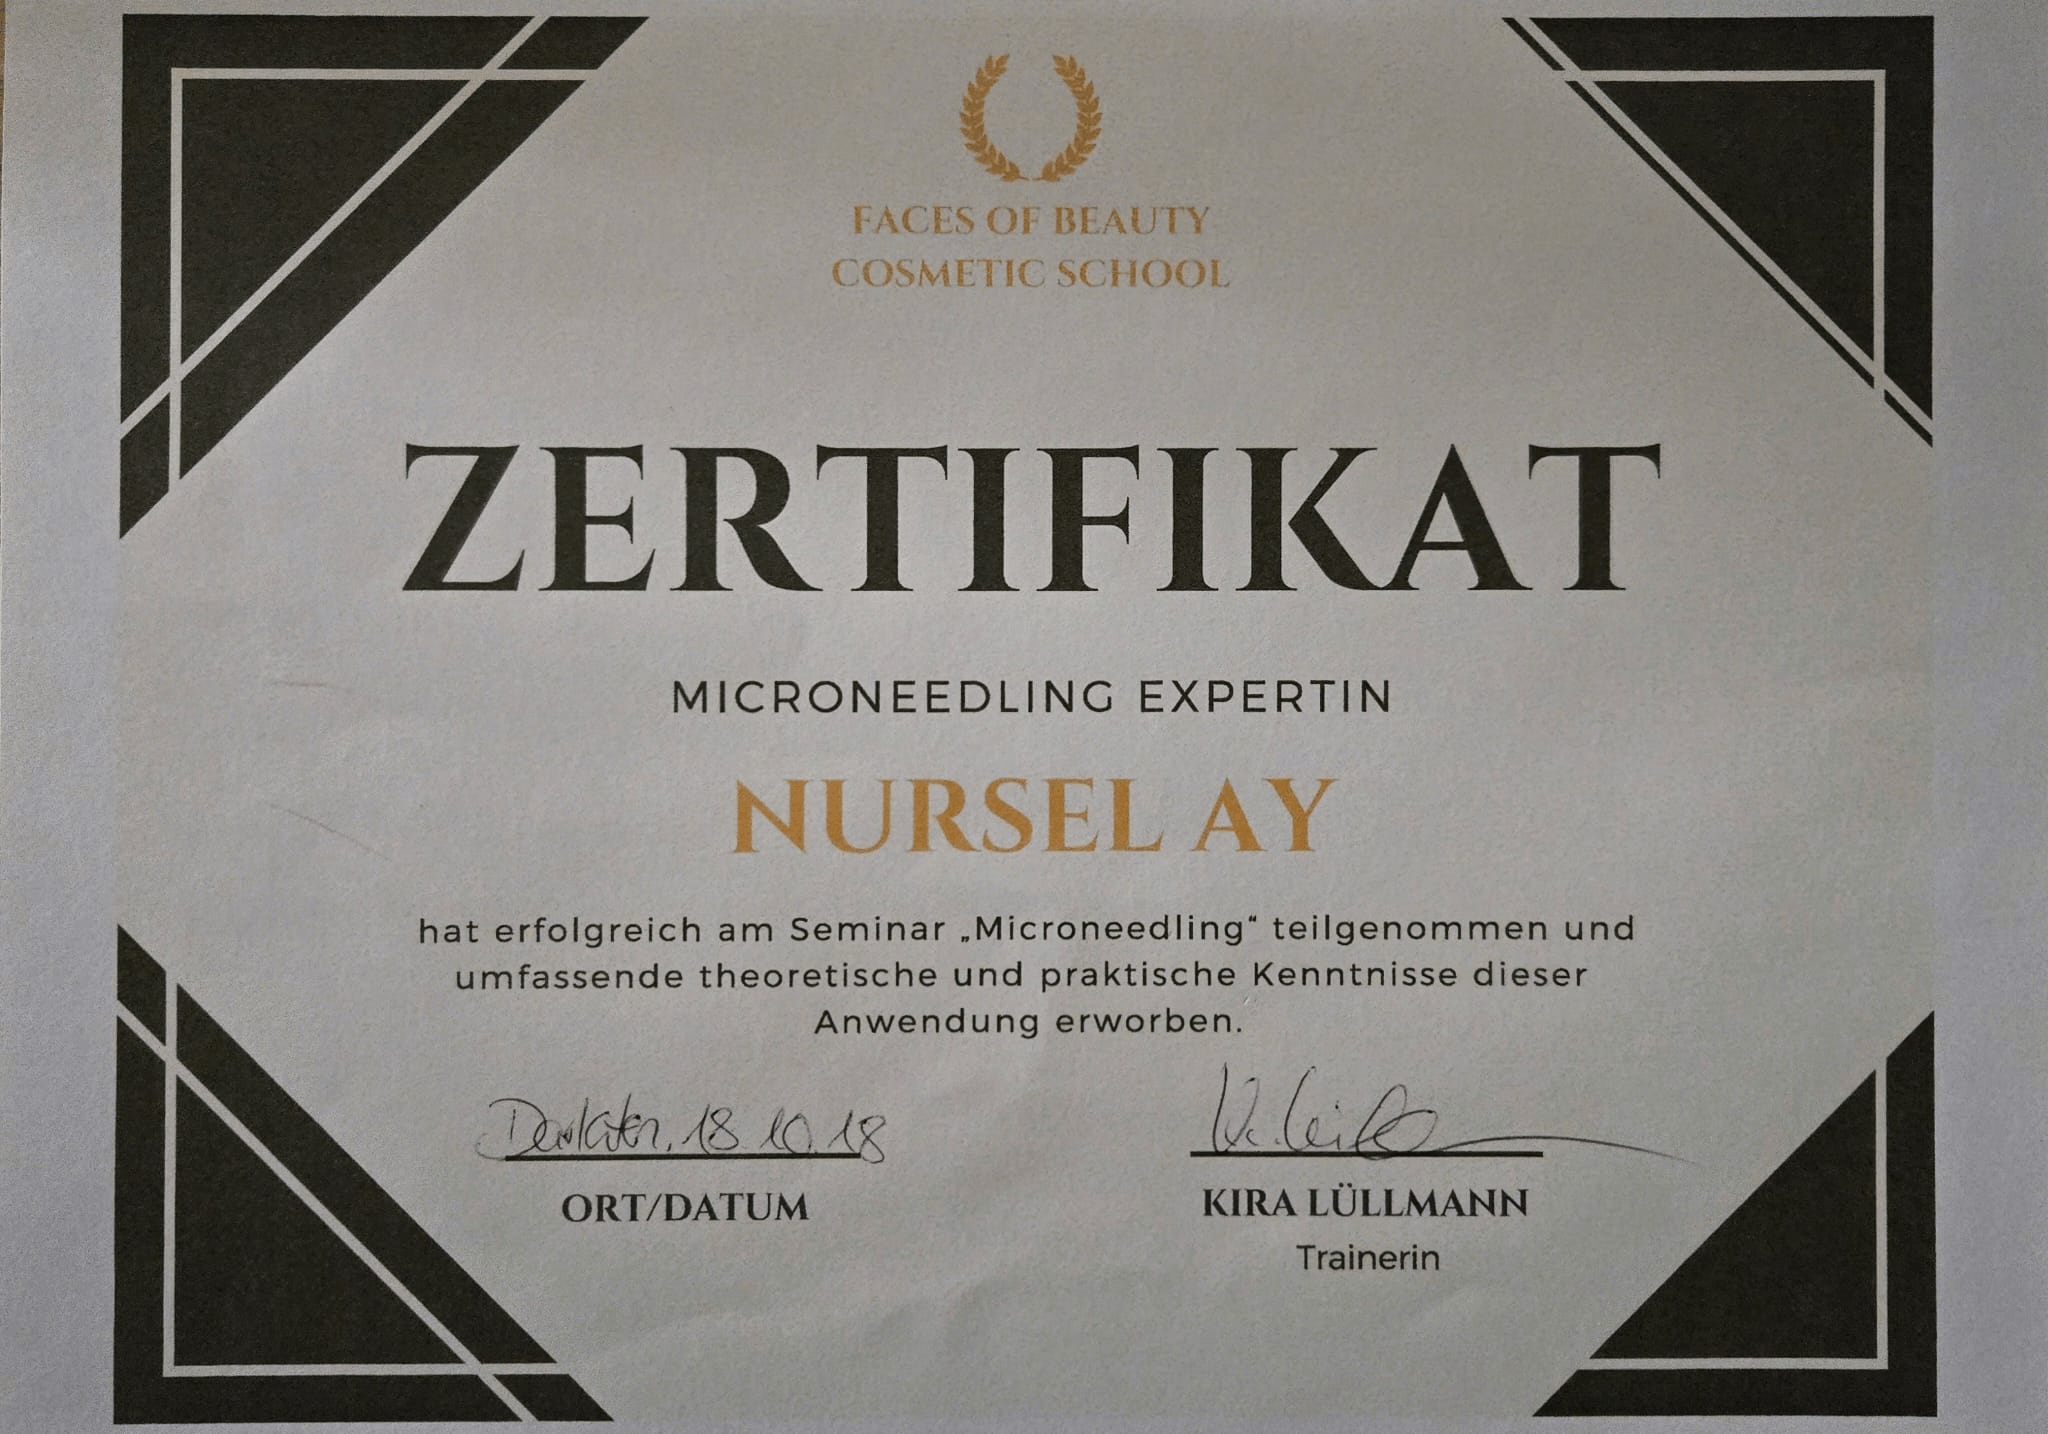 FACES OF BEAUTY
COSMETIC SCHOOL
ZERTIFIKAT
MICRONEEDLING EXPERTIN
NURSEL AY
hat erfolgreich am Seminar „Microneedling“ teilgenommen und
umfassende theoretische und praktische Kenntnisse dieser
Anwendung erworben.
18.10.18
ORT/DATUM
KIRA LÜLLMANN
Trainerin